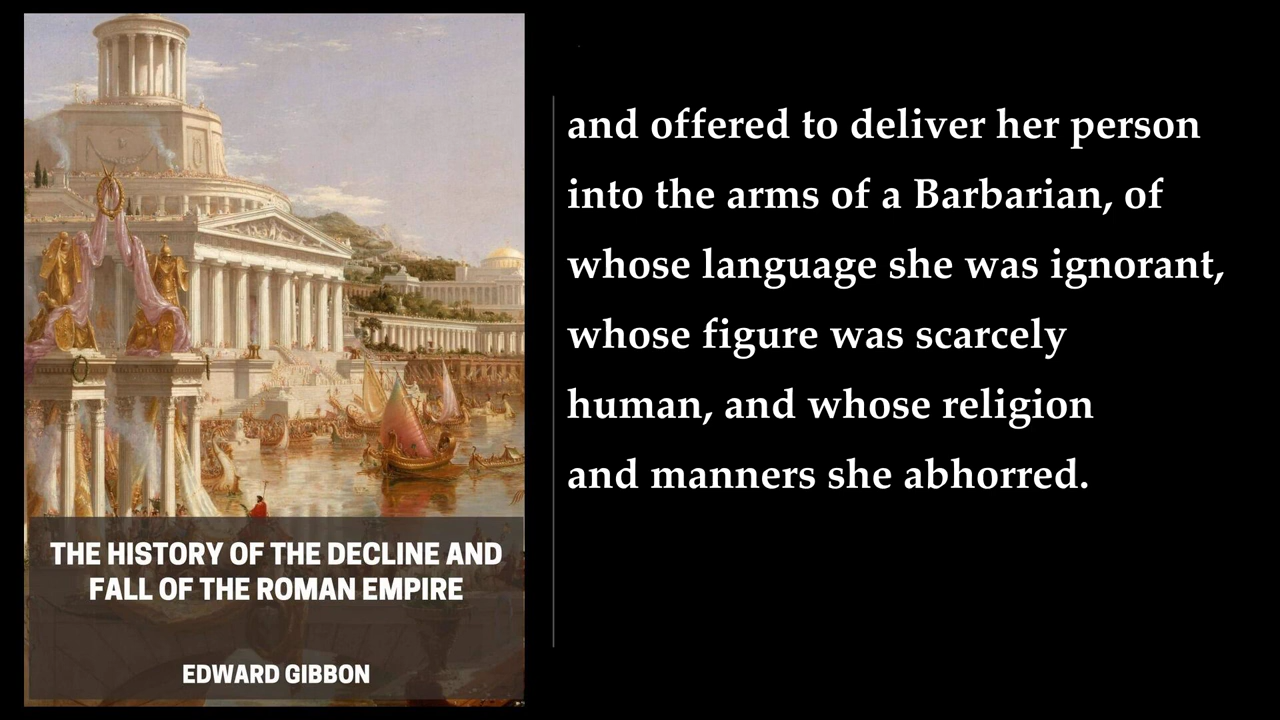 and offered to deliver her person
into the arms of a Barbarian, of
whose language she was ignorant,
whose figure was scarcely
human, and whose religion
and manners she abhorred.
THE HISTORY OF THE DECLINE AND
FALL OF THE ROMAN EMPIRE
EDWARD GIBBON